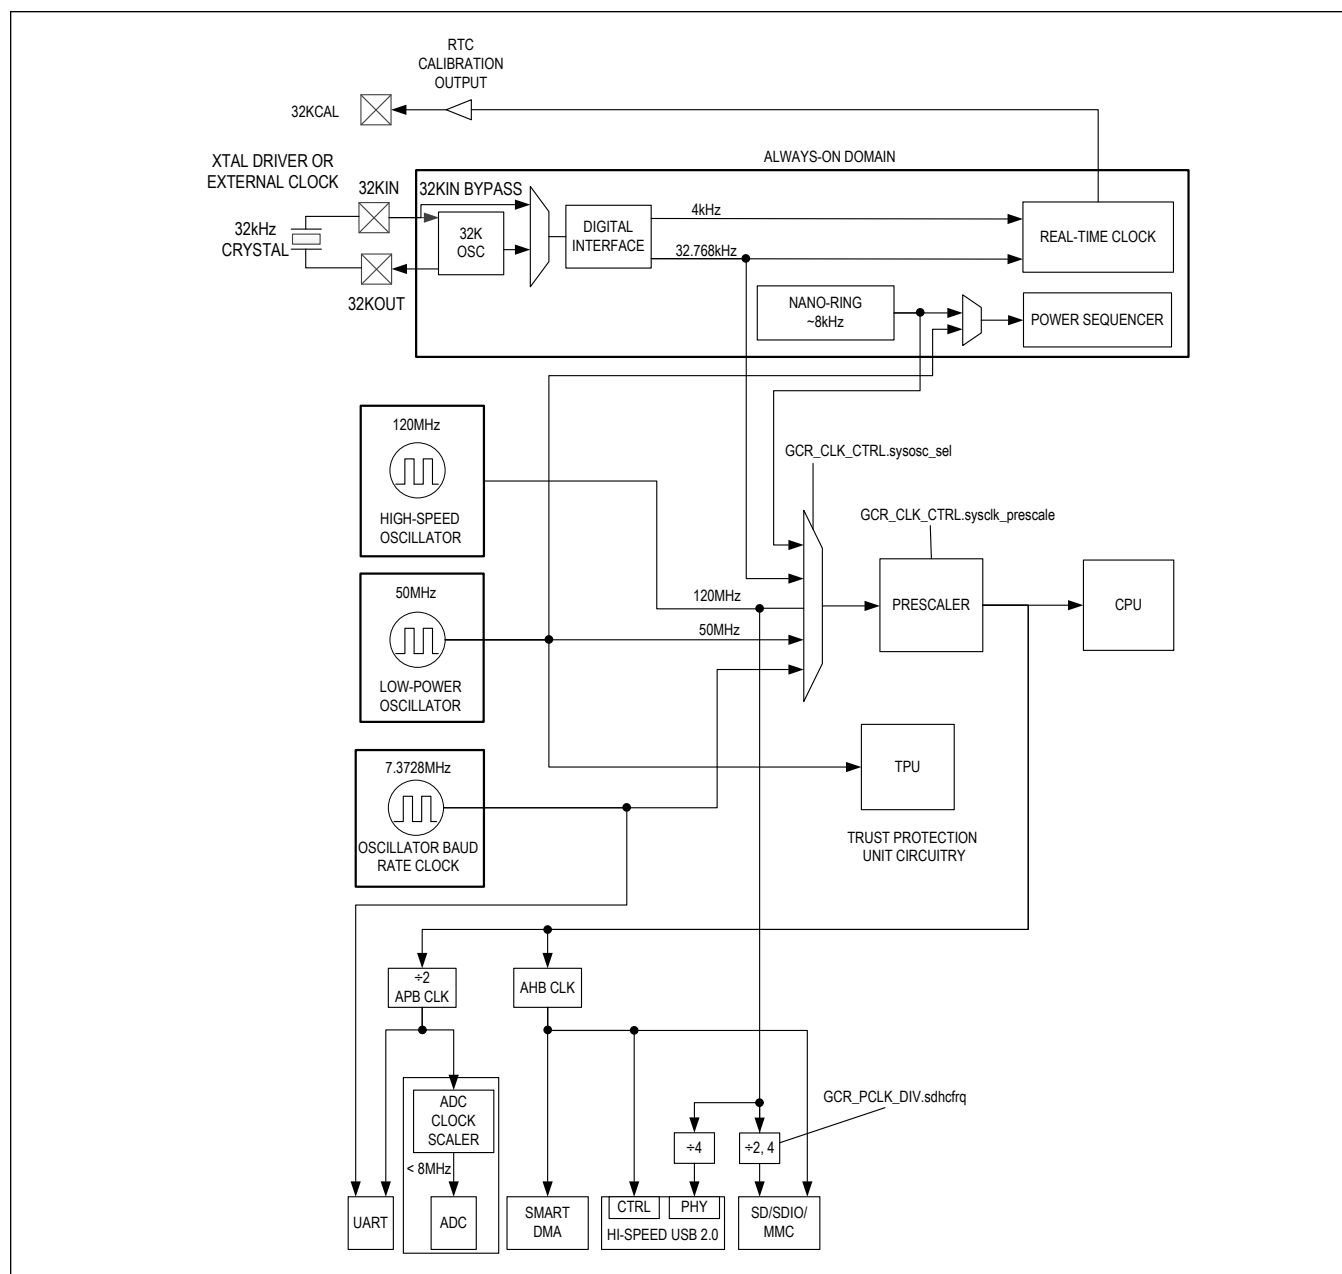 RTC
CALIBRATION
OUTPUT
32KCAL
XTAL DRIVER OR
EXTERNAL CLOCK
ALWAYS-ON DOMAIN
32KIN
32KIN BYPASS
32kHz
CRYSTAL
32K
OSC
DIGITAL
INTERFACE
4kHz
32.768kHz
REAL-TIME CLOCK
32KOUT
NANO-RING
~8kHz
POWER SEQUENCER
120MHz
HIGH-SPEED
OSCILLATOR
GCR_CLK_CTRL.sysosc_sel
GCR_CLK_CTRL.sysclk_prescale
50MHz
LOW-POWER
OSCILLATOR
120MHz
50MHz
PRESCALER
CPU
7.3728MHz
OSCILLATOR BAUD
RATE CLOCK
TPU
TRUST PROTECTION
UNIT CIRCUITRY
÷2
APB CLK
AHB CLK
ADC
CLOCK
SCALER
< 8MHz
GCR_PCLK_DIV.sdhcfrq
÷4
÷2, 4
UART
ADC
SMART
DMA
CTRL
PHY
HI-SPEED USB 2.0
SD/SDIO/
MMC